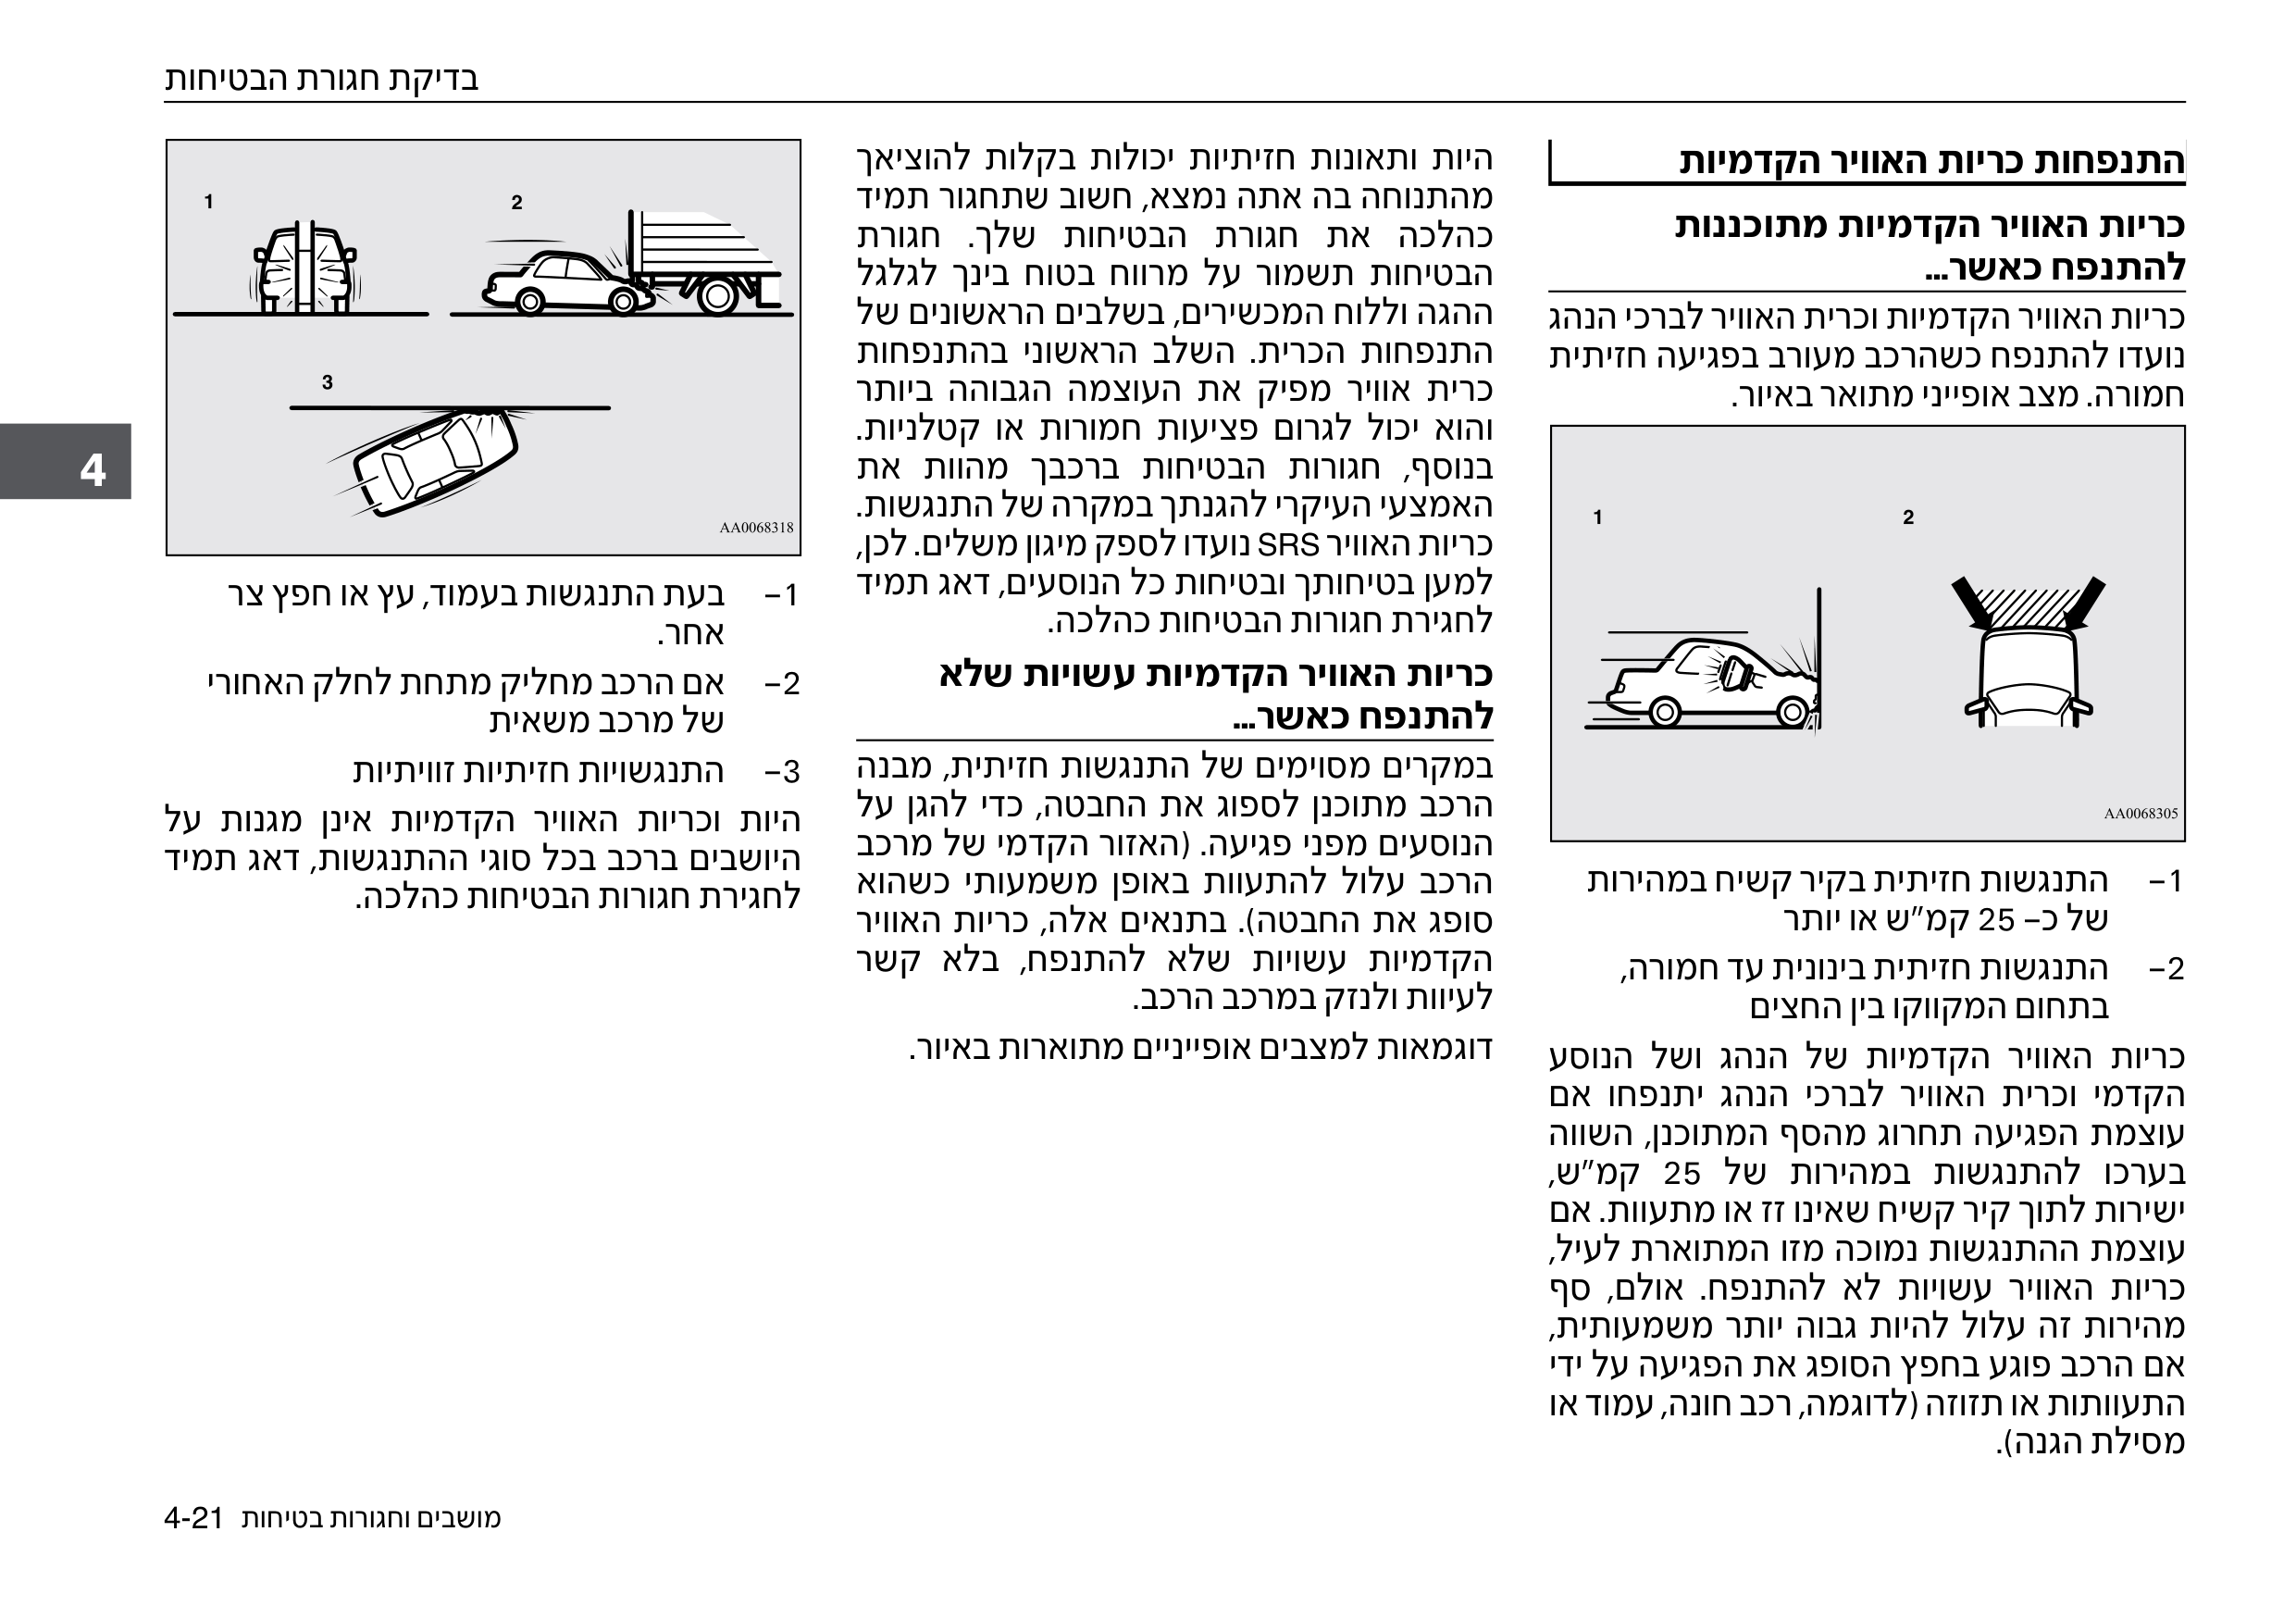 בדיקת חגורת הבטיחות
התנפחות כריות האוויר הקדמיות
כריות האוויר הקדמיות מתוכננות
להתנפח כאשר...
כריות האוויר הקדמיות וכרית האוויר לברכי הנהג
נועדו להתנפח כשהרכב מעורב בפגיעה חזיתית
חמורה. מצב אופייני מתואר באיור.
1
2
AA0068305
1– התנגשות חזיתית בקיר קשיח במהירות
של כ– 25 קמ"ש או יותר
2– התנגשות חזיתית בינונית עד חמורה,
בתחום המקווקו בין החצים
כריות האוויר הקדמיות של הנהג ושל הנוסע
הקדמי וכרית האוויר לברכי הנהג יתנפחו אם
עוצמת הפגיעה תחרוג מהסף המתוכנן, השווה
בערכו להתנגשות במהירות של 25 קמ"ש,
ישירות לתוך קיר קשיח שאינו זז או מתעוות. אם
עוצמת ההתנגשות נמוכה מזו המתוארת לעיל,
כריות האוויר עשויות לא להתנפח. אולם, סף
מהירות זה עלול להיות גבוה יותר משמעותית,
אם הרכב פוגע בחפץ הסופג את הפגיעה על ידי
התעוותות או תזוזה (לדוגמה, רכב חונה, עמוד או
מסילת הגנה).
היות ותאונות חזיתיות יכולות בקלות להוציאך
מהתנוחה בה אתה נמצא, חשוב שתחגור תמיד
כהלכה את חגורת הבטיחות שלך. חגורת
הבטיחות תשמור על מרווח בטוח בינך לגלגל
ההגה וללוח המכשירים, בשלבים הראשונים של
התנפחות הכרית. השלב הראשוני בהתנפחות
כרית אוויר מפיק את העוצמה הגבוהה ביותר
והוא יכול לגרום פציעות חמורות או קטלניות.
בנוסף, חגורות הבטיחות ברכבך מהוות את
האמצעי העיקרי להגנתך במקרה של התנגשות.
כריות האוויר SRS נועדו לספק מיגון משלים. לכן,
למען בטיחותך ובטיחות כל הנוסעים, דאג תמיד
לחגירת חגורות הבטיחות כהלכה.
כריות האוויר הקדמיות עשויות שלא
להתנפח כאשר...
במקרים מסוימים של התנגשות חזיתית, מבנה
הרכב מתוכנן לספוג את החבטה, כדי להגן על
הנוסעים מפני פגיעה. (האזור הקדמי של מרכב
הרכב עלול להתעוות באופן משמעותי כשהוא
סופג את החבטה). בתנאים אלה, כריות האוויר
הקדמיות עשויות שלא להתנפח, בלא קשר
לעיוות ולנזק במרכב הרכב.
דוגמאות למצבים אופייניים מתוארות באיור.
1
2
3
AA0068318
1– בעת התנגשות בעמוד, עץ או חפץ צר
אחר.
2– אם הרכב מחליק מתחת לחלק האחורי
של מרכב משאית
3– התנגשויות חזיתיות זוויתיות
היות וכריות האוויר הקדמיות אינן מגנות על
היושבים ברכב בכל סוגי ההתנגשות, דאג תמיד
לחגירת חגורות הבטיחות כהלכה.
4
מושבים וחגורות בטיחות 4-21